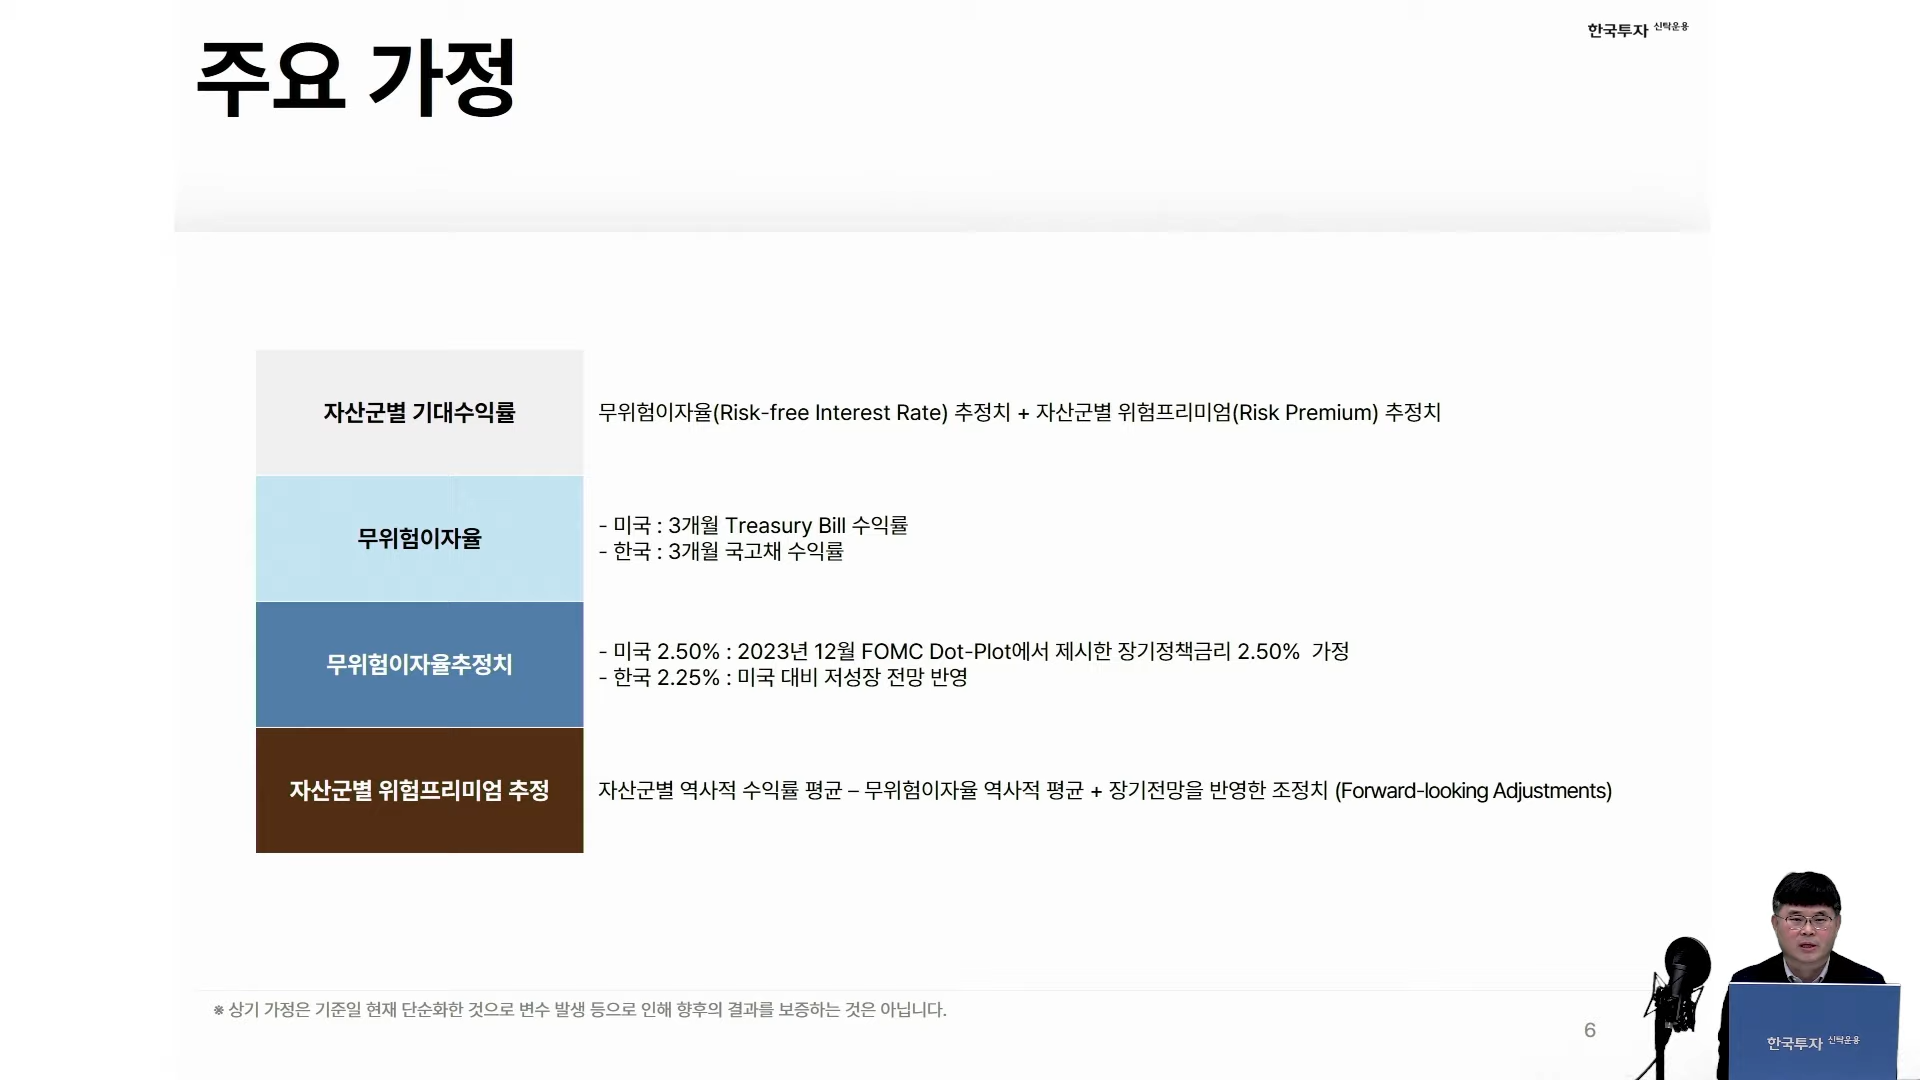 주요 가정
한국투자 신탁운용
자산군별 기대수익률
무위험이자율(Risk-free Interest Rate) 추정치 + 자산군별 위험프리미엄(Risk Premium) 추정치
무위험이자율
- 미국 : 3개월 Treasury Bill 수익률
- 한국 : 3개월 국고채 수익률
무위험이자율추정치
- 미국 2.50% : 2023년 12월 FOMC Dot-Plot에서 제시한 장기정책금리 2.50% 가정
- 한국 2.25% : 미국 대비 저성장 전망 반영
자산군별 위험프리미엄 추정
자산군별 역사적 수익률 평균 – 무위험이자율 역사적 평균 + 장기전망을 반영한 조정치 (Forward-looking Adjustments)
※ 상기 가정은 기준일 현재 단순화한 것으로 변수 발생 등으로 인해 향후의 결과를 보증하는 것은 아닙니다.
6
한국투자 신탁운용